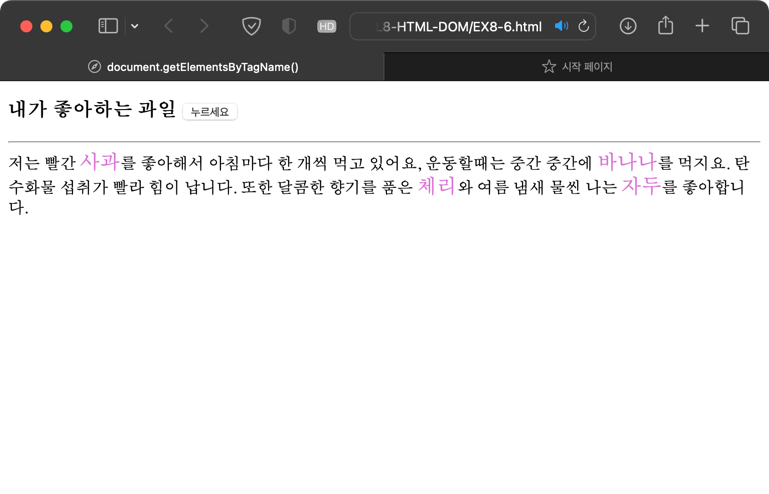 HD
L8-HTML-DOM/EX8-6.html
document.getElementsByTagName()
시작 페이지
내가 좋아하는 과일 누르세요
저는 빨간 사과를 좋아해서 아침마다 한 개씩 먹고 있어요, 운동할때는 중간 중간에 바나나를 먹지요. 탄
수화물 섭취가 빨라 힘이 납니다. 또한 달콤한 향기를 품은 체리와 여름 냄새 물씬 나는 자두를 좋아합니
다.